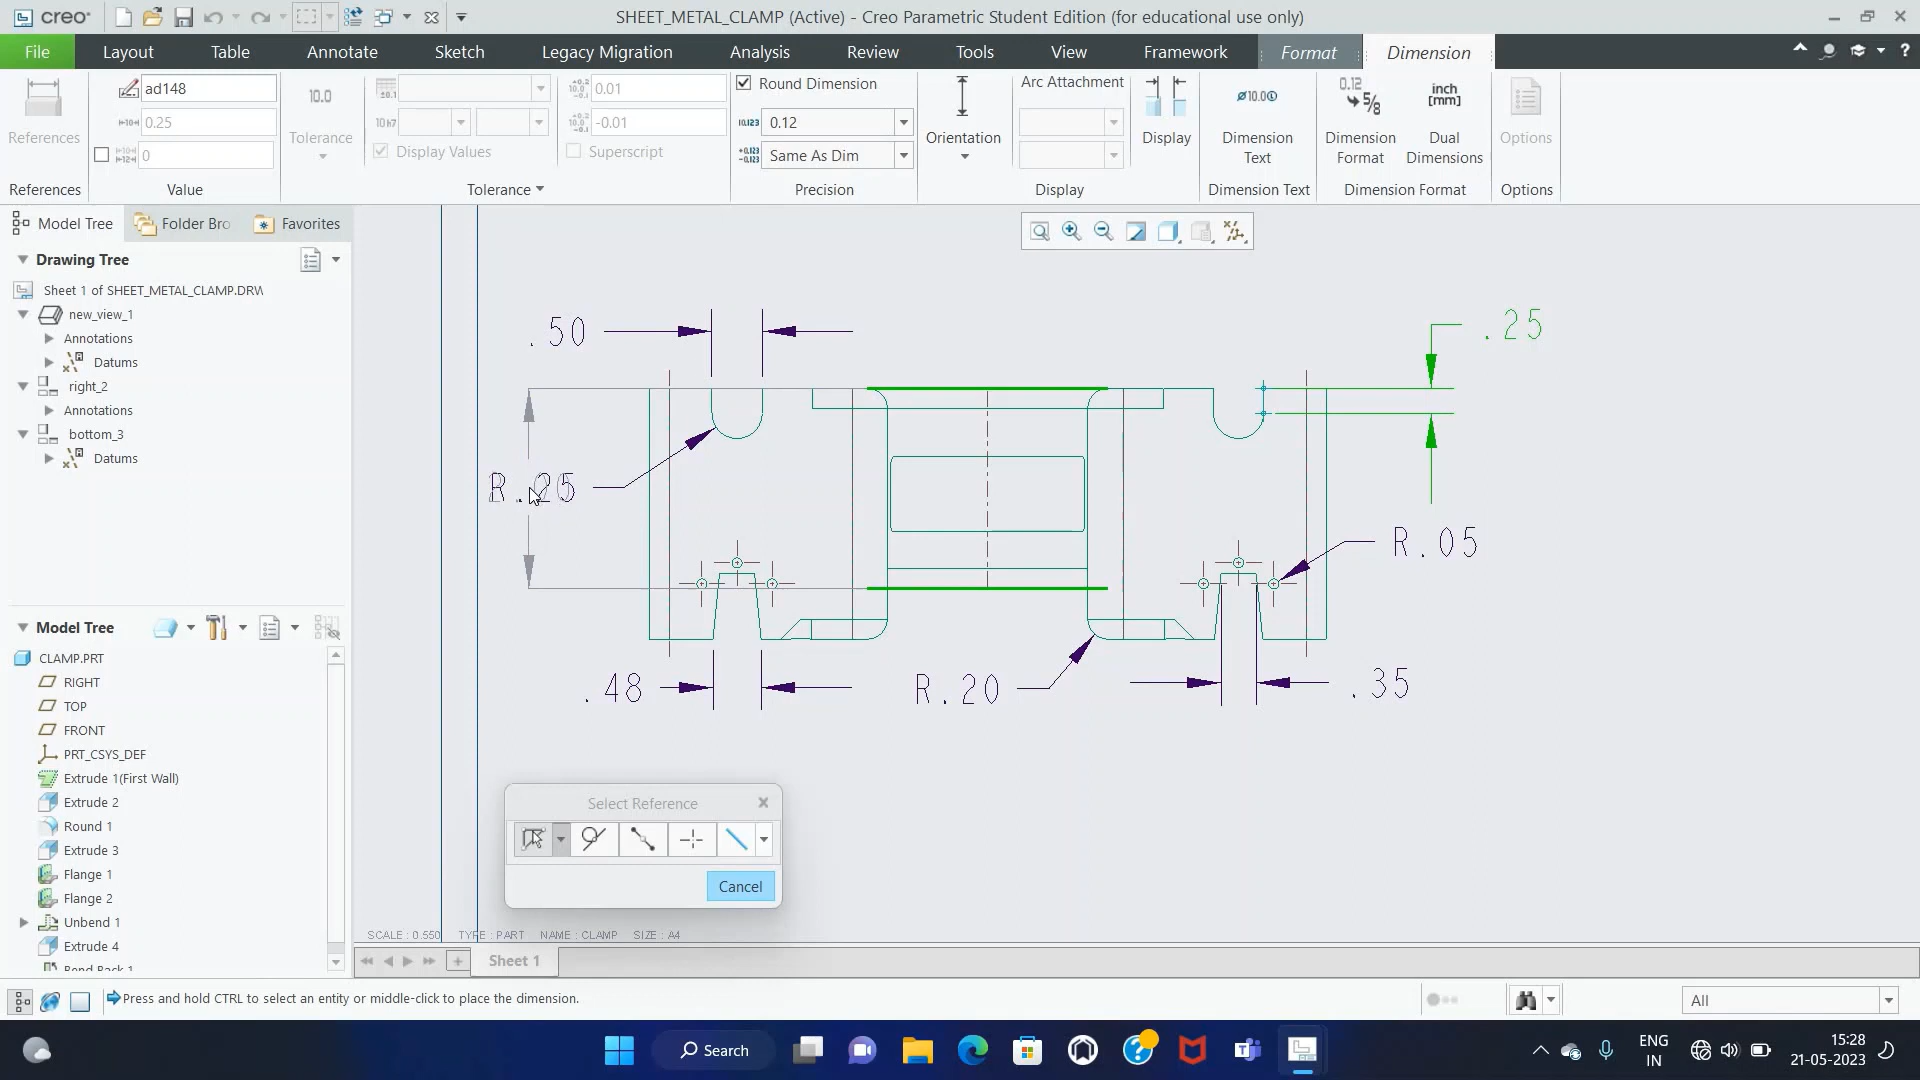 creo
SHEET_METAL_CLAMP (Active) - Creo Parametric Student Edition (for educational use only)
File
Layout
Table
Annotate
Sketch
Legacy Migration
Analysis
Review
Tools
View
Framework
Format
Dimension
References
ad148
0.25
0
10.0
Tolerance
10h7
Display Values
0.01
-0.01
Superscript
Round Dimension
0.12
Same As Dim
Orientation
Arc Attachment
Display
Dimension Text
Dimension Format
inch [mm]
Dual Dimensions
Options
References
Value
Tolerance
Precision
Display
Dimension Text
Dimension Format
Options
Model Tree
Folder Bro
Favorites
Drawing Tree
Sheet 1 of SHEET_METAL_CLAMP.DRW
new_view_1
Annotations
Datums
right_2
Annotations
bottom_3
Datums
Model Tree
CLAMP.PRT
RIGHT
TOP
FRONT
PRT_CSYS_DEF
Extrude 1(First Wall)
Extrude 2
Round 1
Extrude 3
Flange 1
Flange 2
Unbend 1
Extrude 4
Bend Back 1
.50
.25
R.05
.48
R.20
.35
Select Reference
Cancel
SCALE : 0.550 TYPE : PART NAME : CLAMP SIZE : A4
Sheet 1
Press and hold CTRL to select an entity or middle-click to place the dimension.
All
Search
ENG
IN
15:28
21-05-2023